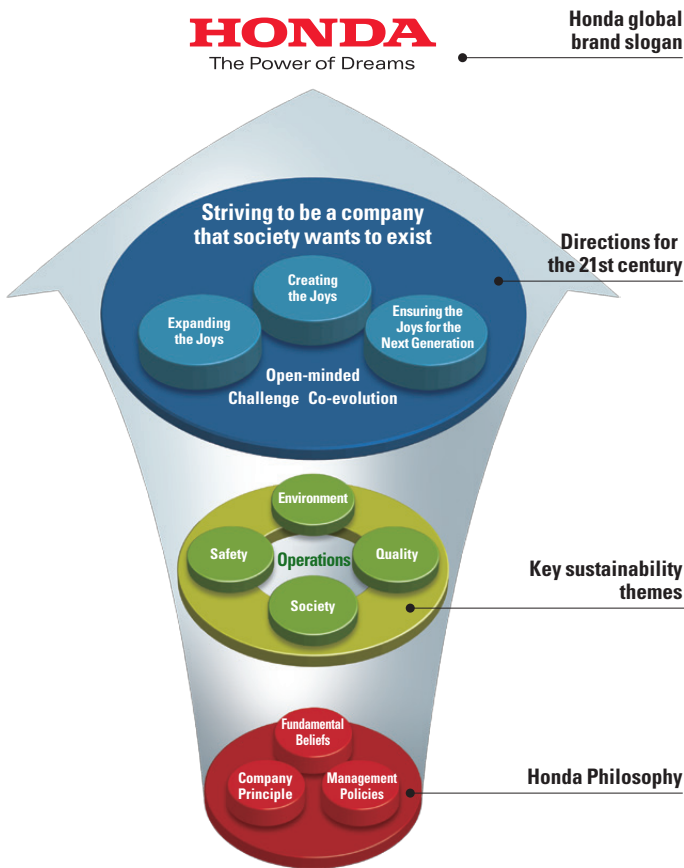 HONDA
The Power of Dreams
Honda global
brand slogan
Striving to be a company
that society wants to exist
Directions for
the 21st century
Creating
the Joys
Expanding
the Joys
Ensuring the
Joys for the
Next Generation
Open-minded
Challenge Co-evolution
Environment
Safety
Operations
Quality
Society
Key sustainability
themes
Fundamental
Beliefs
Company
Principle
Management
Policies
Honda Philosophy